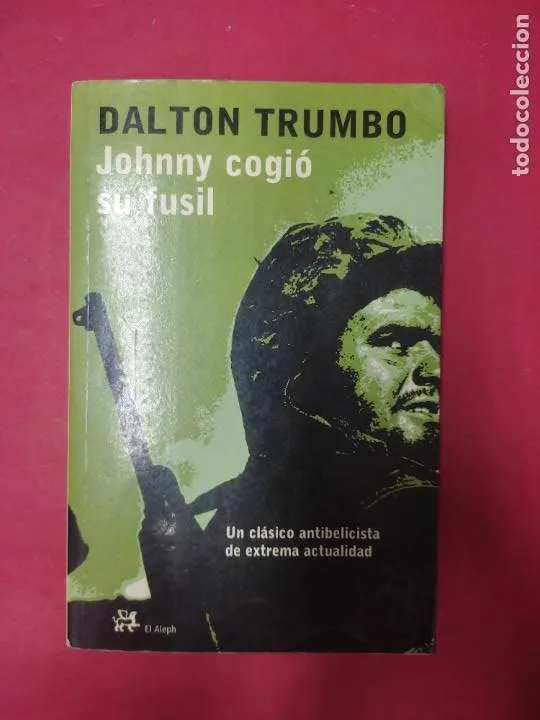 DALTON TRUMBO
Johnny cogió
su fusil
Un clásico antibelicista
de extrema actualidad
El Aleph
todocoleccion